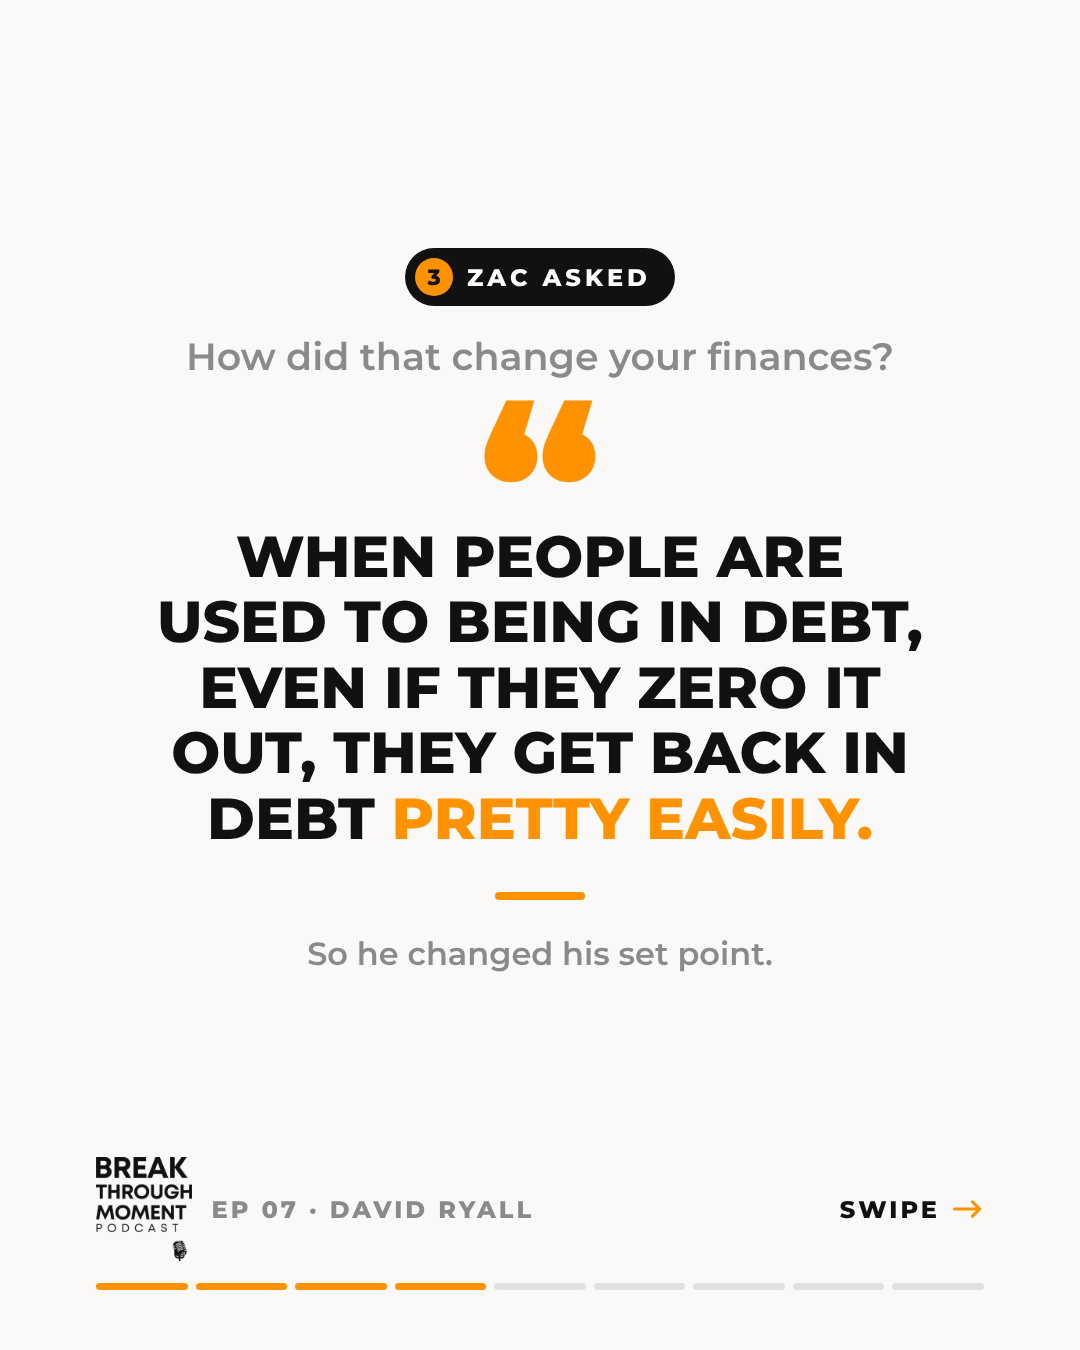 3 ZAC ASKED
How did that change your finances?
“
WHEN PEOPLE ARE
USED TO BEING IN DEBT,
EVEN IF THEY ZERO IT
OUT, THEY GET BACK IN
DEBT PRETTY EASILY.
So he changed his set point.
BREAK
THROUGH
MOMENT
PODCAST
EP 07 · DAVID RYALL
SWIPE →